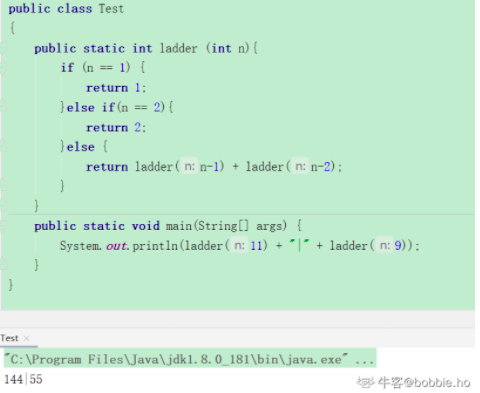 public class Test
{
public static int ladder (int n){
if (n == 1) {
return 1;
}else if(n == 2){
return 2;
}else {
return ladder( n: n-1) + ladder( n: n-2);
}
}
public static void main(String[] args) {
System.out.println(ladder( n: 11) + "|" + ladder( n: 9));
}
}
Test ×
"C:\Program Files\Java\jdk1.8.0_181\bin\java.exe" ...
144|55
牛客@bobbie.ho